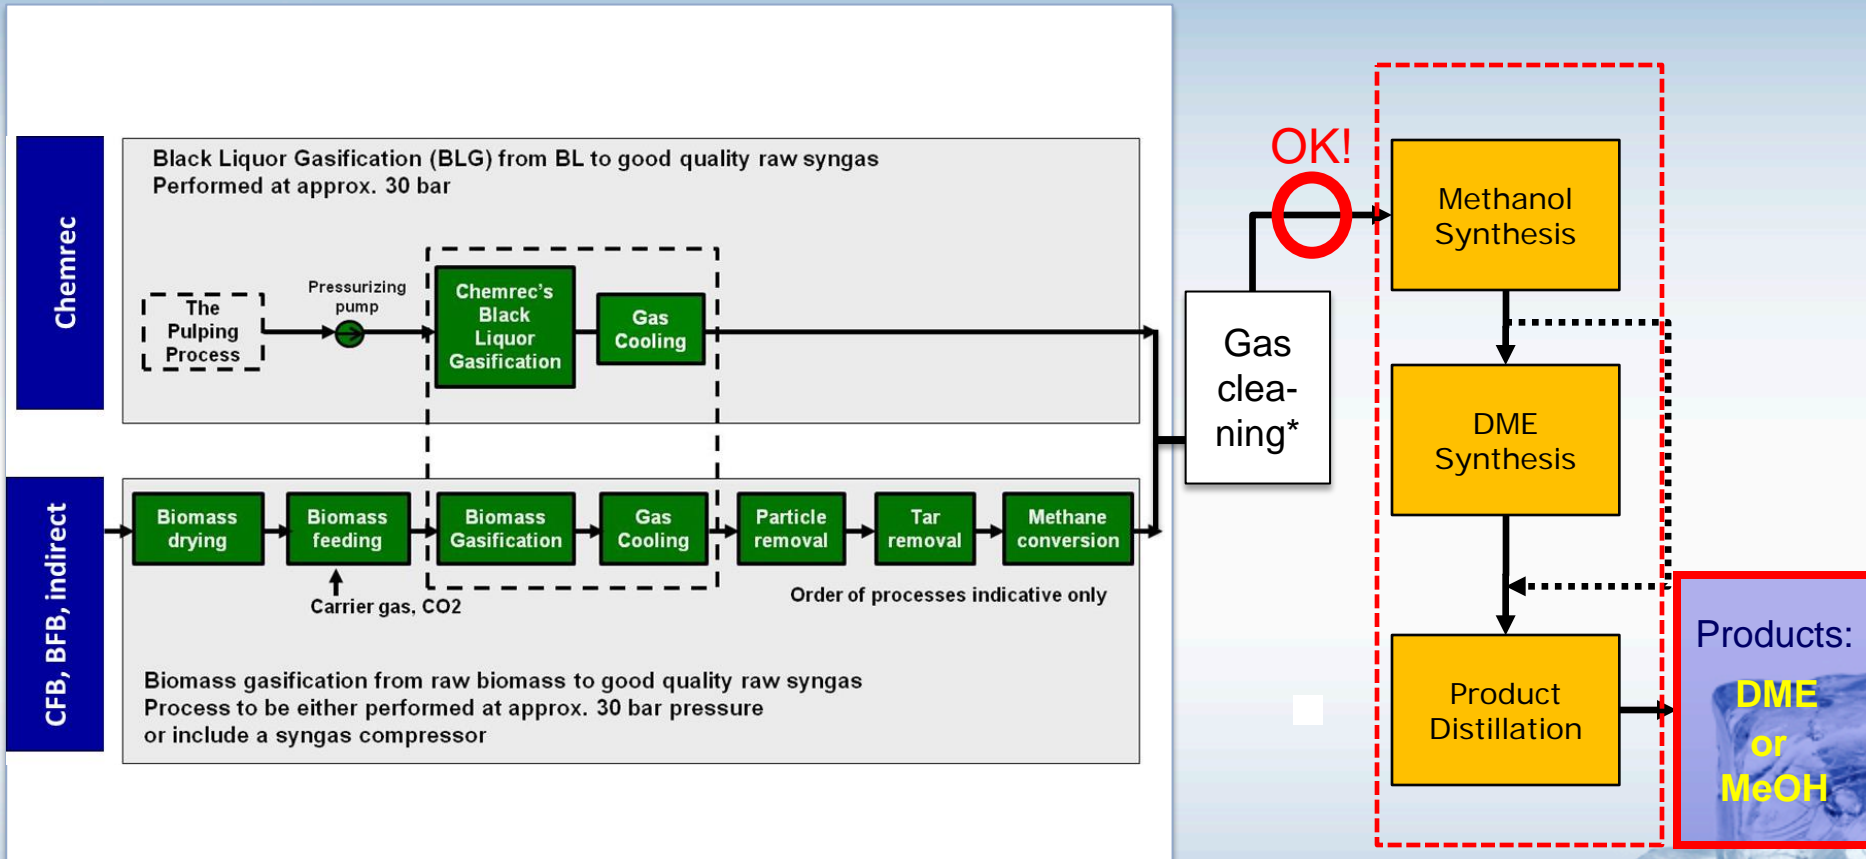 Chemrec
Black Liquor Gasification (BLG) from BL to good quality raw syngas
Performed at approx. 30 bar
The
Pulping
Process
Pressurizing
pump
Chemrec's
Black
Liquor
Gasification
Gas
Cooling
CFB, BFB, indirect
Biomass
drying
Biomass
feeding
Biomass
Gasification
Gas
Cooling
Particle
removal
Tar
removal
Methane
conversion
Carrier gas, CO2
Order of processes indicative only
Biomass gasification from raw biomass to good quality raw syngas
Process to be either performed at approx. 30 bar pressure
or include a syngas compressor
Gas
clea-
ning*
OK!
Methanol
Synthesis
DME
Synthesis
Product
Distillation
Products:
DME
or
MeOH